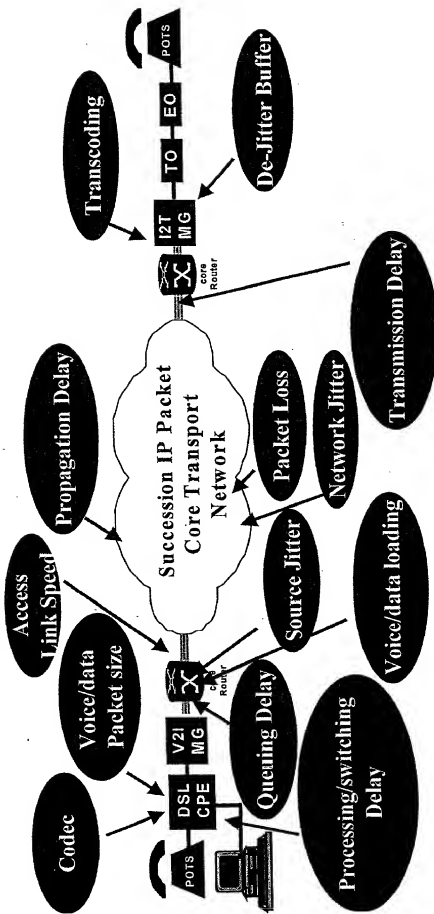 Codec
Voice/data
Packet size
Access
Link Speed
Propagation Delay
Transcoding
POTS
DSL
CPE
V2I
MG
core
Router
Succession IP Packet
Core Transport
Network
core
Router
I2T
MG
TO
EO
POTS
Processing/switching
Delay
Queuing Delay
Voice/data loading
Source Jitter
Network Jitter
Packet Loss
Transmission Delay
De-Jitter Buffer